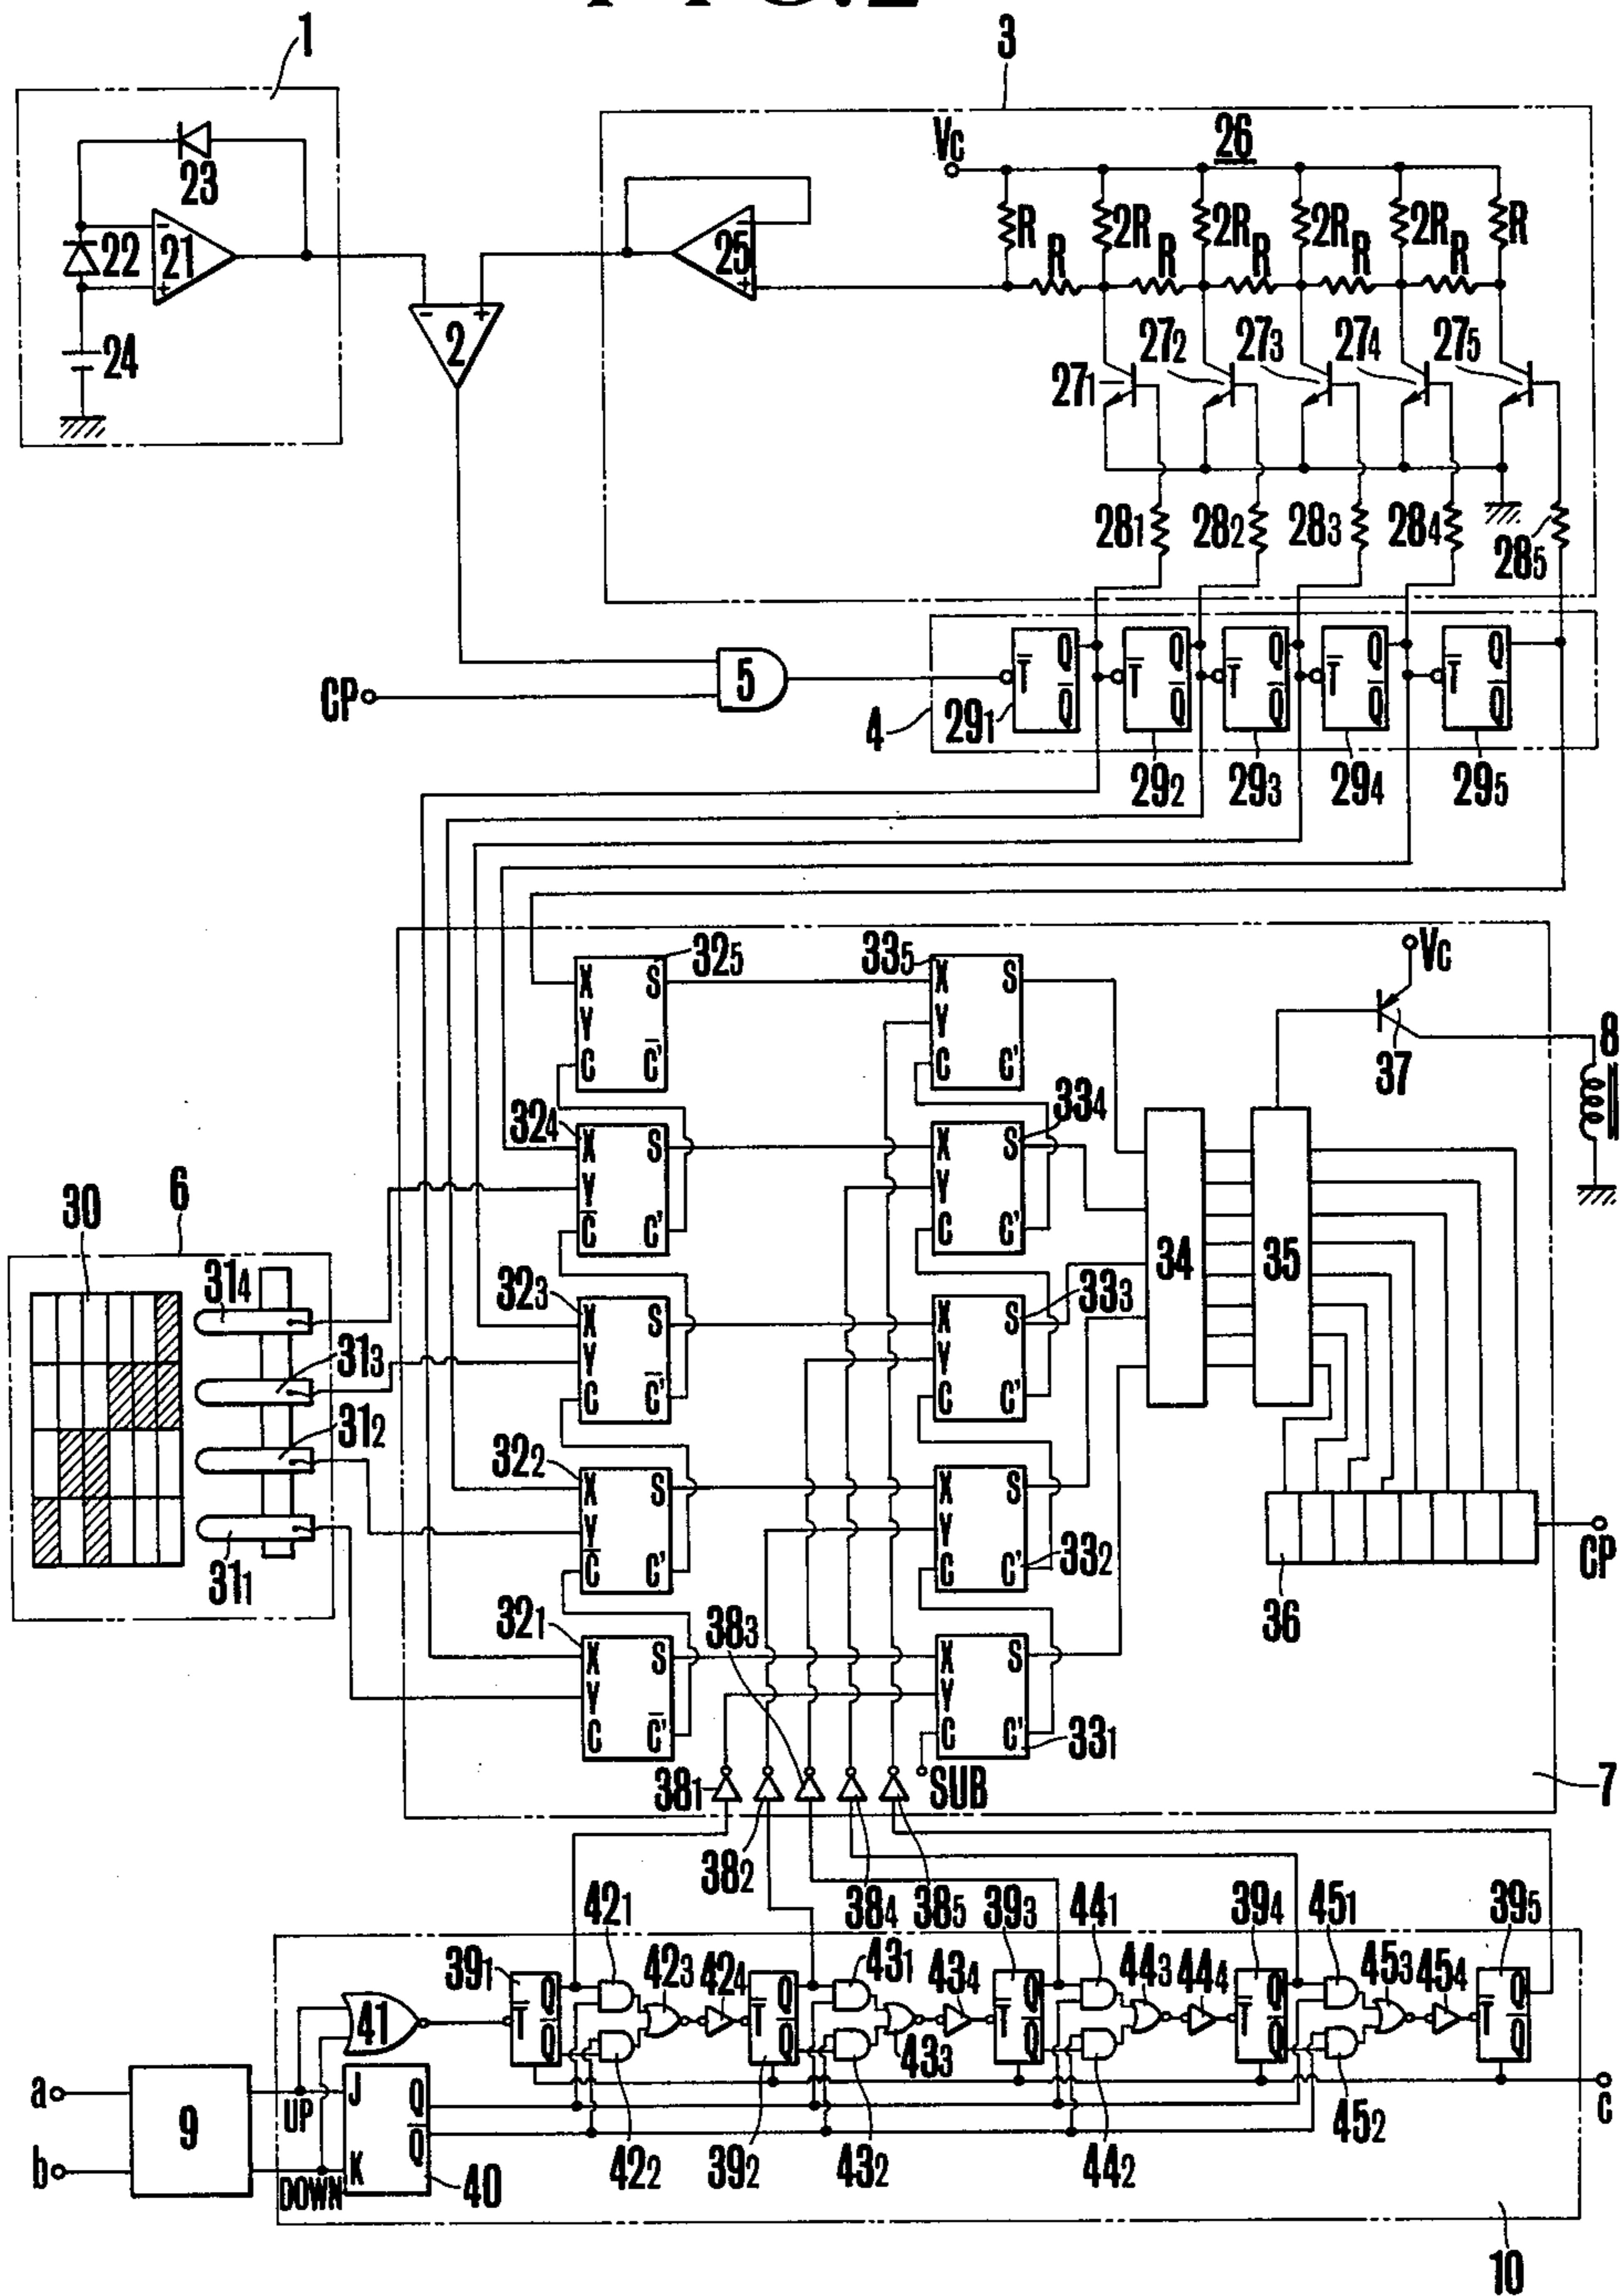 FIG.2
1
3
23
22
21
24
2
25
Vc
26
R
2R
2R
2R
2R
R
R
R
R
R
R
271
272
273
274
275
281
282
283
284
285
CP
5
4
T Q Q
T Q Q
T Q Q
T Q Q
T Q Q
291
292
293
294
295
325
X S
Y
C C'
335
X S
Y
C C'
Vc
37
8
324
X S
Y
C C'
334
X S
Y
C C'
34
35
6
30
314
313
312
311
323
X S
Y
C C'
333
X S
Y
C C'
322
X S
Y
C C'
332
X S
Y
C C'
36
CP
321
X S
Y
C C'
331
X S
Y
C C'
383
381
SUB
7
382
384
385
391
421
423
424
431
434
393
441
443
444
394
451
453
454
395
T Q Q
T Q Q
T Q Q
T Q Q
T Q Q
41
433
a
b
9
UP
DOWN
J Q
K Q
40
422
392
432
442
452
C
10